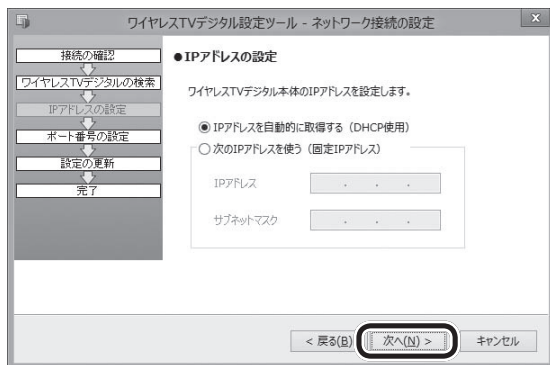 ワイヤレスTVデジタル設定ツール - ネットワーク接続の設定
接続の確認
ワイヤレスTVデジタルの検索
IPアドレスの設定
ポート番号の設定
設定の更新
完了
●IPアドレスの設定
ワイヤレスTVデジタル本体のIPアドレスを設定します。
IPアドレスを自動的に取得する（DHCP使用）
次のIPアドレスを使う（固定IPアドレス）
IPアドレス . . .
サブネットマスク . . .
< 戻る(B)
次へ(N) >
キャンセル